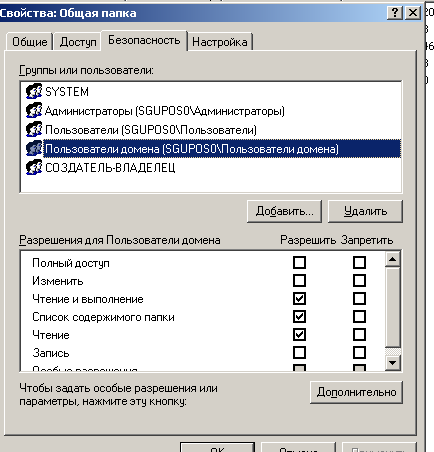 Свойства: Общая папка
Общие Доступ Безопасность Настройка
Группы или пользователи:
SYSTEM
Администраторы (SGUPOS0\Администраторы)
Пользователи (SGUPOS0\Пользователи)
Пользователи домена (SGUPOS0\Пользователи домена)
СОЗДАТЕЛЬ-ВЛАДЕЛЕЦ
Добавить... Удалить
Разрешения для Пользователи домена Разрешить Запретить
Полный доступ
Изменить
Чтение и выполнение
Список содержимого папки
Чтение
Запись
Особые разрешения
Чтобы задать особые разрешения или
параметры, нажмите эту кнопку:
Дополнительно
OK Отмена Применить